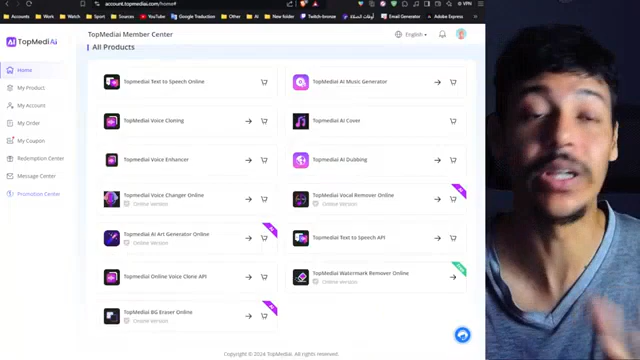 account.topmediai.com/home#
VPN
Accounts
Work
Watch
Sport
Sources
YouTube
Google Traduction
Other
New folder
Twitch-bronze
أوقات الصلاة
Email Generator
Adobe Express
TopMediAi
TopMediAi Member Center
English
Home
My Product
My Account
My Order
My Coupon
Redemption Center
Message Center
Promotion Center
All Products
TopMediai Text to Speech Online
TopMediai AI Music Generator
TopMediai Voice Cloning
TopMediai AI Cover
Topmediai Voice Enhancer
TopMediai AI Dubbing
TopMediai Voice Changer Online
Online version
TopMediai Vocal Remover Online
Online version
TopMediai AI Art Generator Online
Online version
Topmediai Text to Speech API
Topmediai Online Voice Clone API
TopMediai Watermark Remover Online
Online version
TopMediai BG Eraser Online
Online version
Copyright © 2024 TopMediai. All rights reserved.